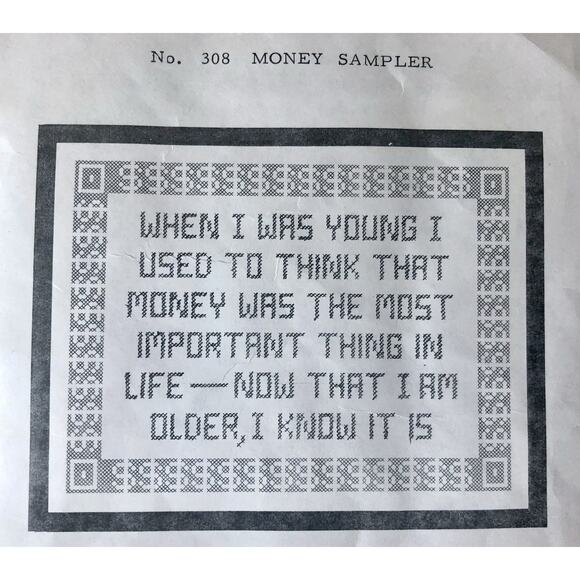 No. 308 MONEY SAMPLER
WHEN I WAS YOUNG I
USED TO THINK THAT
MONEY WAS THE MOST
IMPORTANT THING IN
LIFE—NOW THAT I AM
OLDER, I KNOW IT IS